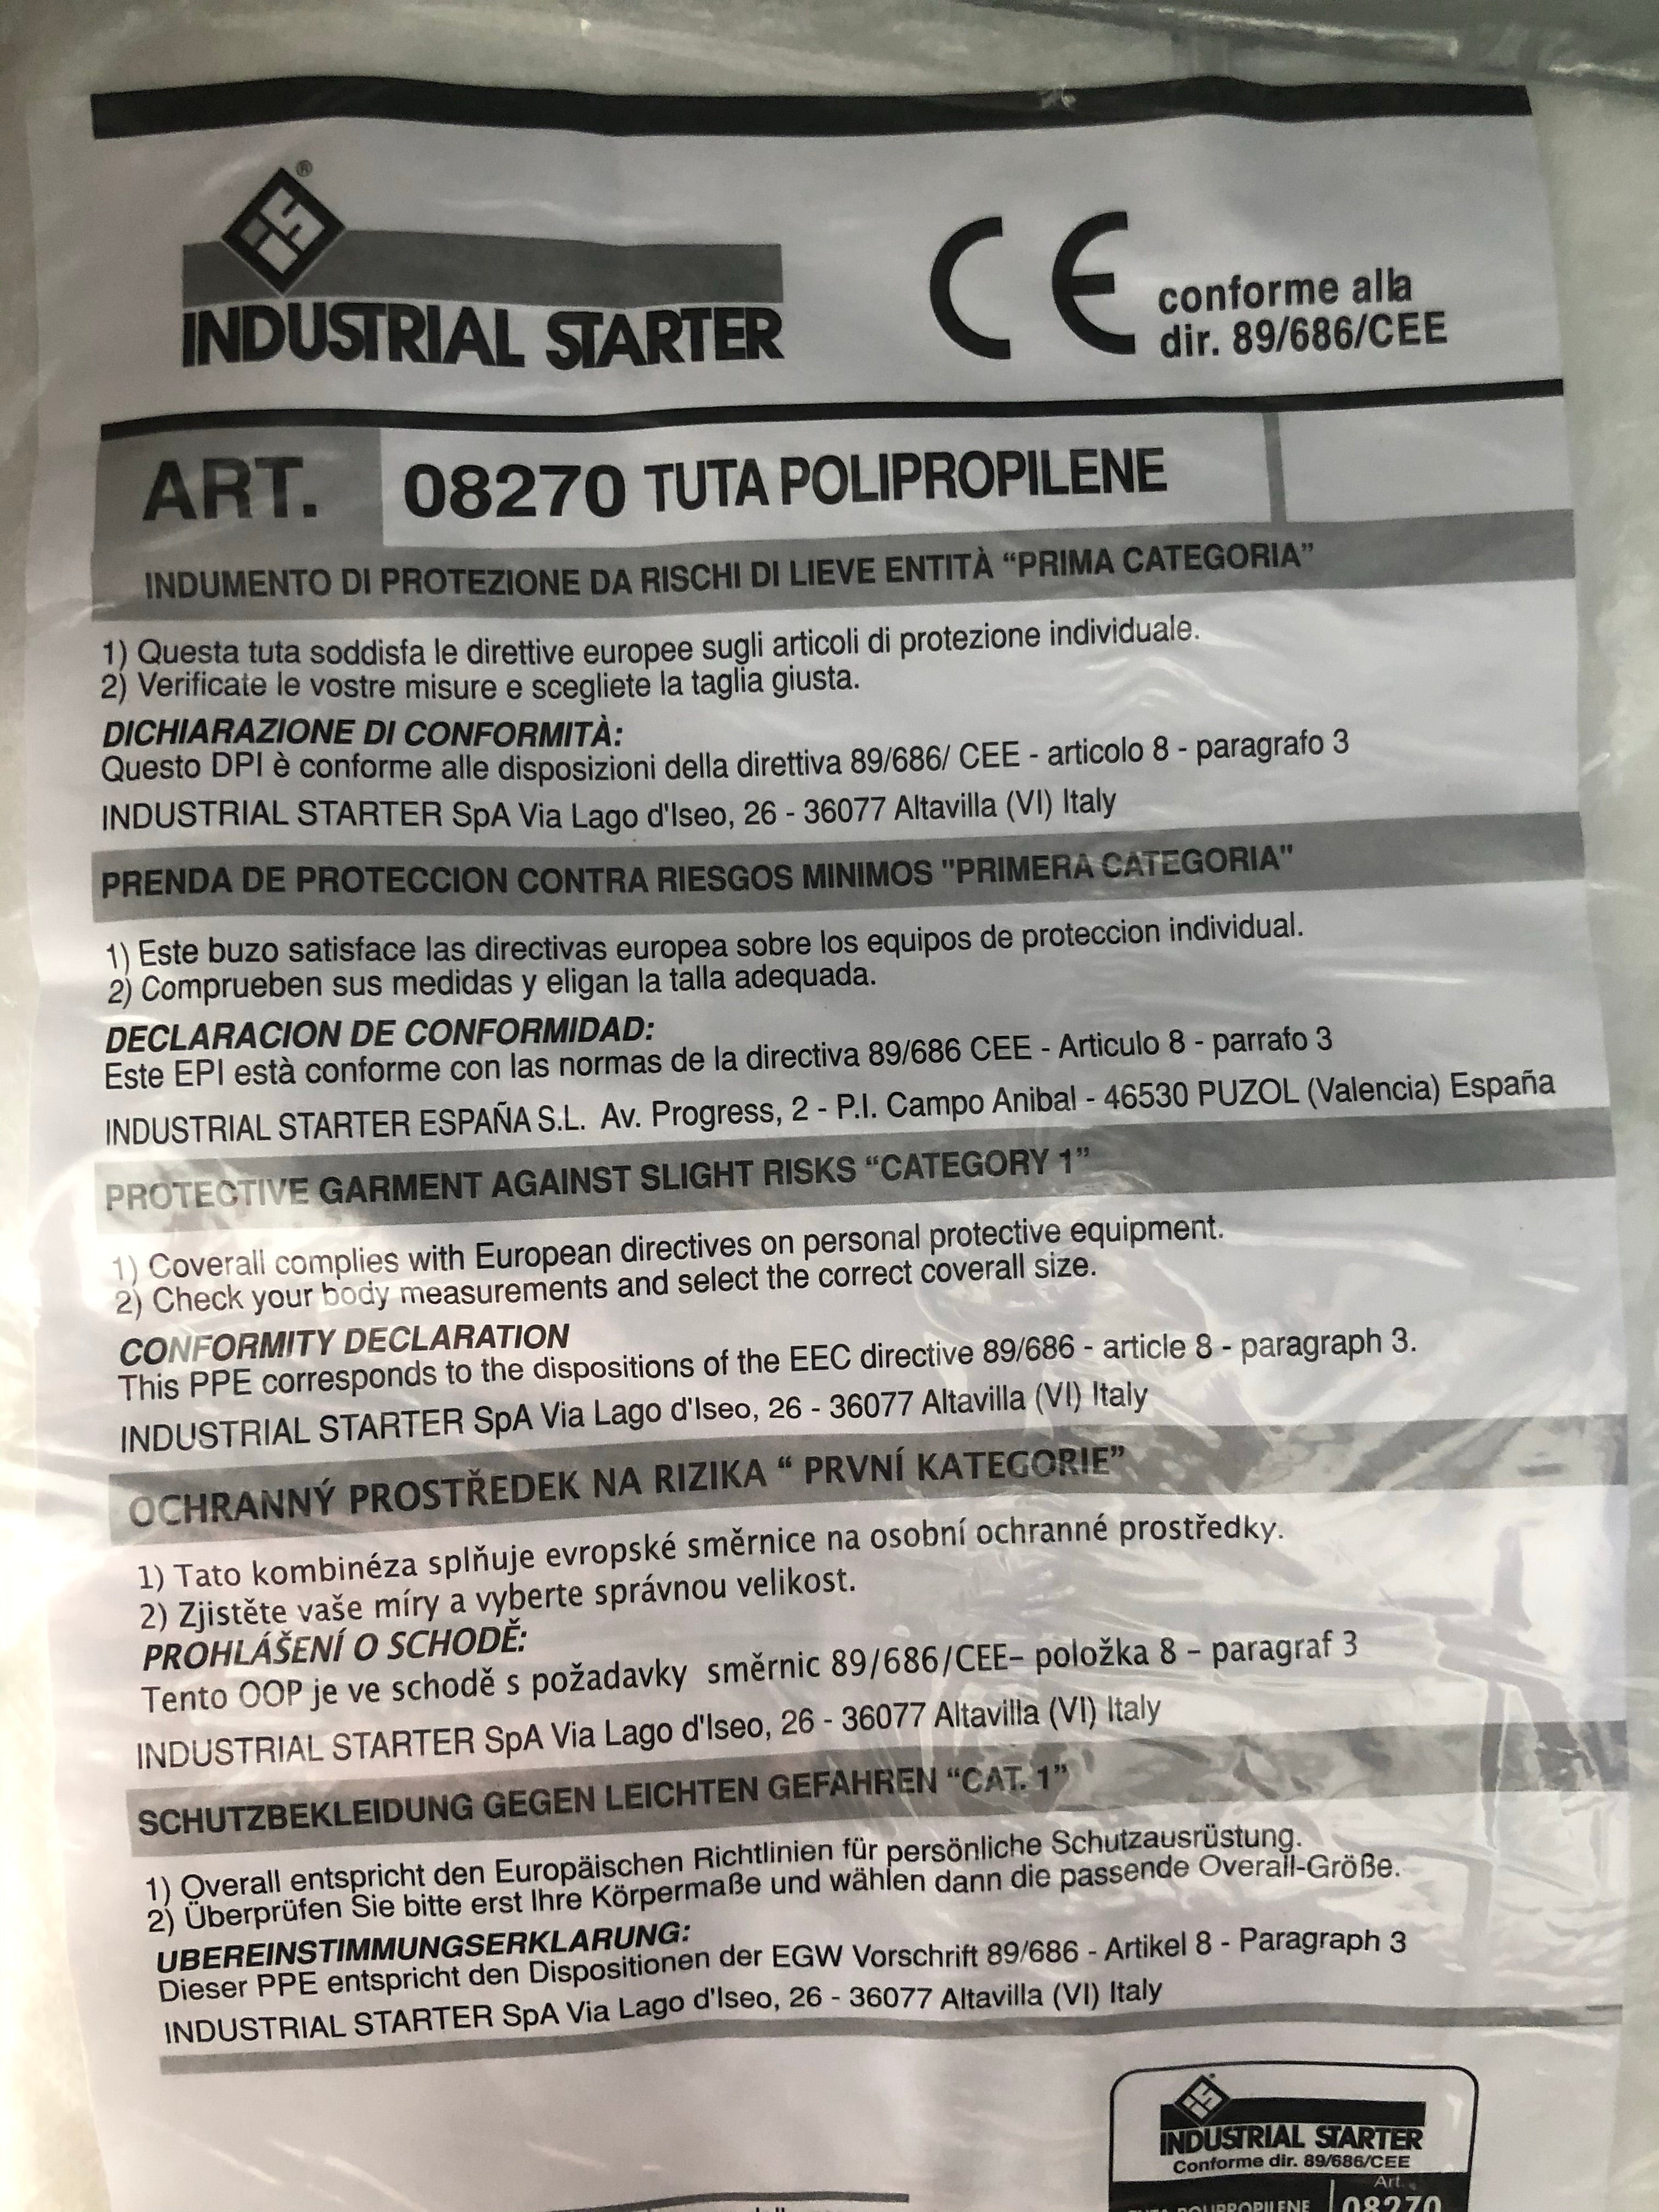 iS®
INDUSTRIAL STARTER
CE conforme alla
dir. 89/686/CEE
ART. 08270 TUTA POLIPROPILENE
INDUMENTO DI PROTEZIONE DA RISCHI DI LIEVE ENTITÀ “PRIMA CATEGORIA”
1) Questa tuta soddisfa le direttive europee sugli articoli di protezione individuale.
2) Verificate le vostre misure e scegliete la taglia giusta.
DICHIARAZIONE DI CONFORMITÀ:
Questo DPI è conforme alle disposizioni della direttiva 89/686/ CEE - articolo 8 - paragrafo 3
INDUSTRIAL STARTER SpA Via Lago d'Iseo, 26 - 36077 Altavilla (VI) Italy
PRENDA DE PROTECCION CONTRA RIESGOS MINIMOS "PRIMERA CATEGORIA"
1) Este buzo satisface las directivas europea sobre los equipos de proteccion individual.
2) Comprueben sus medidas y eligan la talla adequada.
DECLARACION DE CONFORMIDAD:
Este EPI està conforme con las normas de la directiva 89/686 CEE - Articulo 8 - parrafo 3
INDUSTRIAL STARTER ESPAÑA S.L. Av. Progress, 2 - P.I. Campo Anibal - 46530 PUZOL (Valencia) España
PROTECTIVE GARMENT AGAINST SLIGHT RISKS “CATEGORY 1”
1) Coverall complies with European directives on personal protective equipment.
2) Check your body measurements and select the correct coverall size.
CONFORMITY DECLARATION
This PPE corresponds to the dispositions of the EEC directive 89/686 - article 8 - paragraph 3.
INDUSTRIAL STARTER SpA Via Lago d'Iseo, 26 - 36077 Altavilla (VI) Italy
OCHRANNÝ PROSTŘEDEK NA RIZIKA “ PRVNÍ KATEGORIE”
1) Tato kombinéza splňuje evropské směrnice na osobní ochranné prostředky.
2) Zjistěte vaše míry a vyberte správnou velikost.
PROHLÁŠENÍ O SCHODĚ:
Tento OOP je ve schodě s požadavky směrnic 89/686/CEE– položka 8 – paragraf 3
INDUSTRIAL STARTER SpA Via Lago d'Iseo, 26 - 36077 Altavilla (VI) Italy
SCHUTZBEKLEIDUNG GEGEN LEICHTEN GEFAHREN “CAT. 1”
1) Overall entspricht den Europäischen Richtlinien für persönliche Schutzausrüstung.
2) Überprüfen Sie bitte erst Ihre Körpermaße und wählen dann die passende Overall-Größe.
UBEREINSTIMMUNGSERKLARUNG:
Dieser PPE entspricht den Dispositionen der EGW Vorschrift 89/686 - Artikel 8 - Paragraph 3
INDUSTRIAL STARTER SpA Via Lago d'Iseo, 26 - 36077 Altavilla (VI) Italy
iS
INDUSTRIAL STARTER
Conforme dir. 89/686/CEE
Art.
TUTA POLIPROPILENE 08270